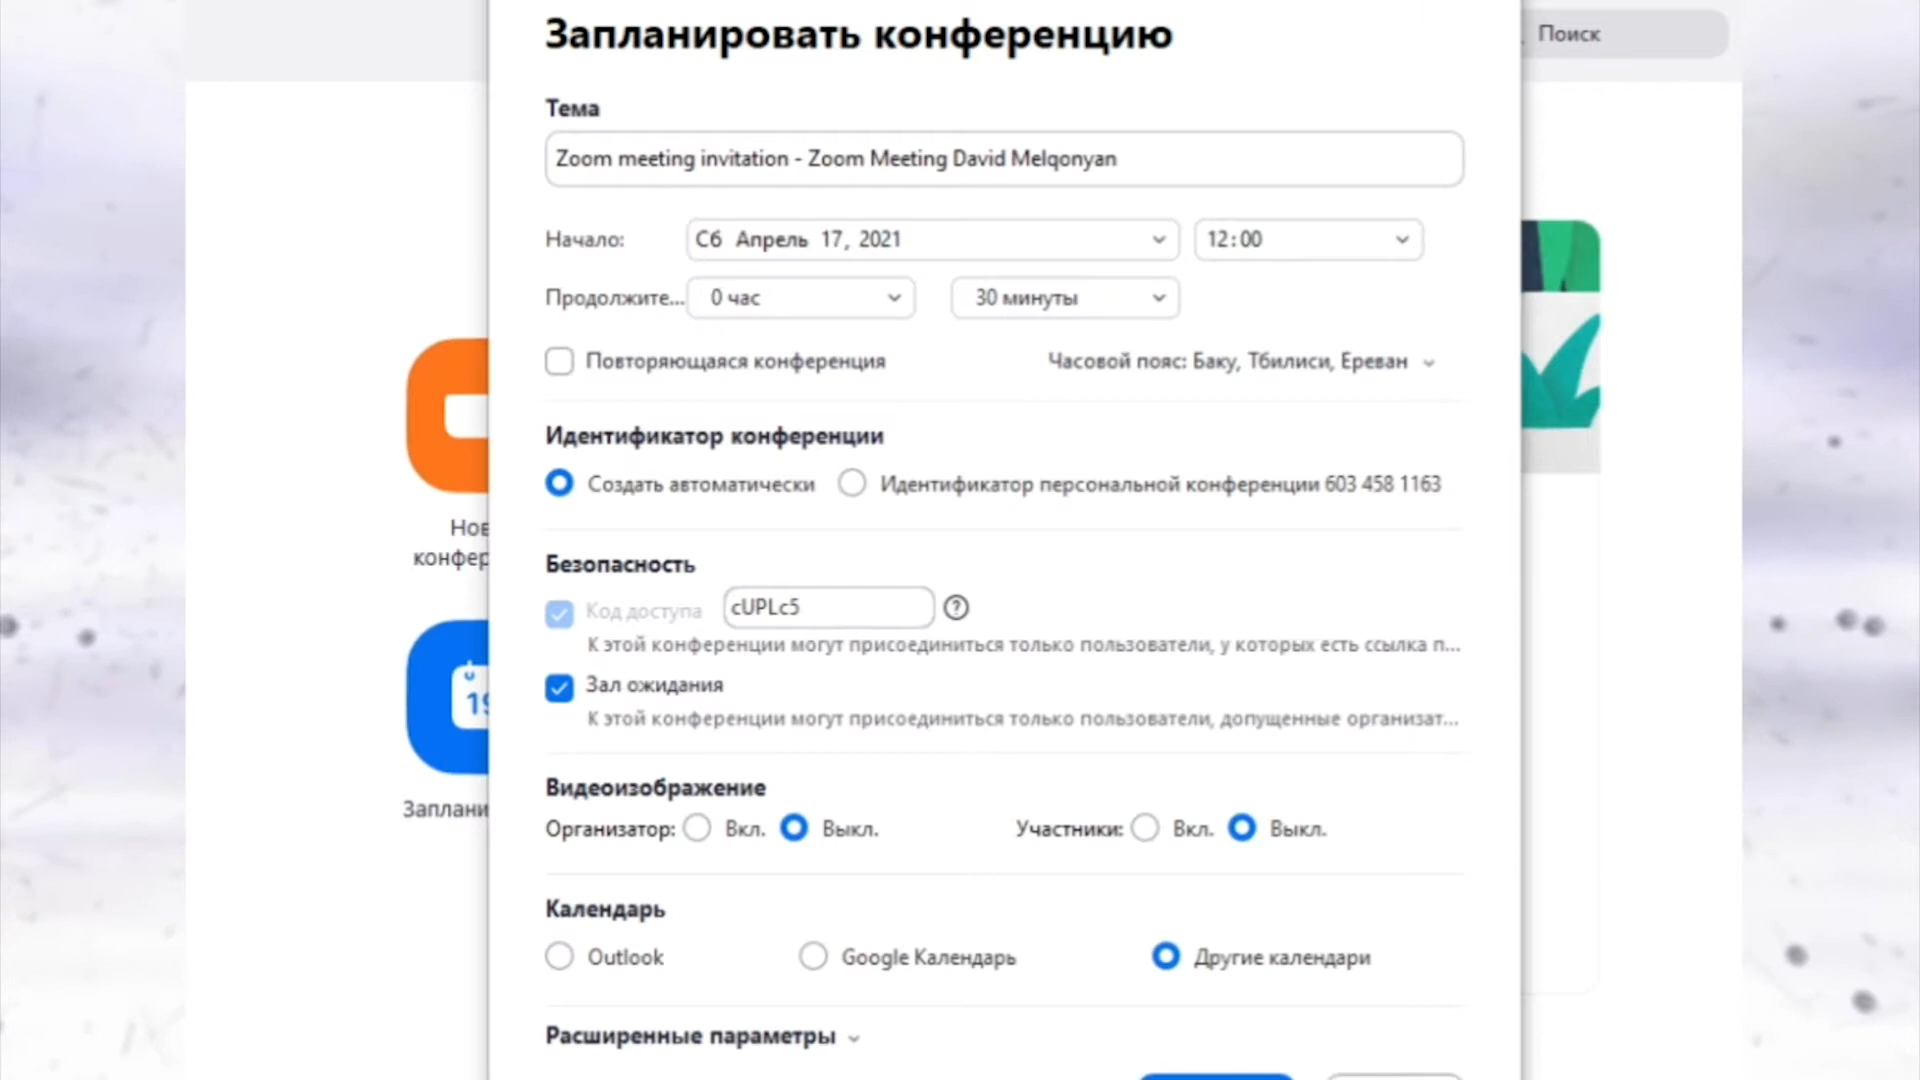 Запланировать конференцию
Поиск
Тема
Zoom meeting invitation - Zoom Meeting David Melqonyan
Начало: Сб Апрель 17, 2021 12:00
Продолжите... 0 час 30 минуты
Повторяющаяся конференция Часовой пояс: Баку, Тбилиси, Ереван
Идентификатор конференции
Создать автоматически Идентификатор персональной конференции 603 458 1163
Нов
конфер
Безопасность
Код доступа cUPLc5 ?
К этой конференции могут присоединиться только пользователи, у которых есть ссылка п...
Зал ожидания
19
К этой конференции могут присоединиться только пользователи, допущенные организат...
Видеоизображение
Заплани
Организатор: Вкл. Выкл. Участники: Вкл. Выкл.
Календарь
Outlook Google Календарь Другие календари
Расширенные параметры